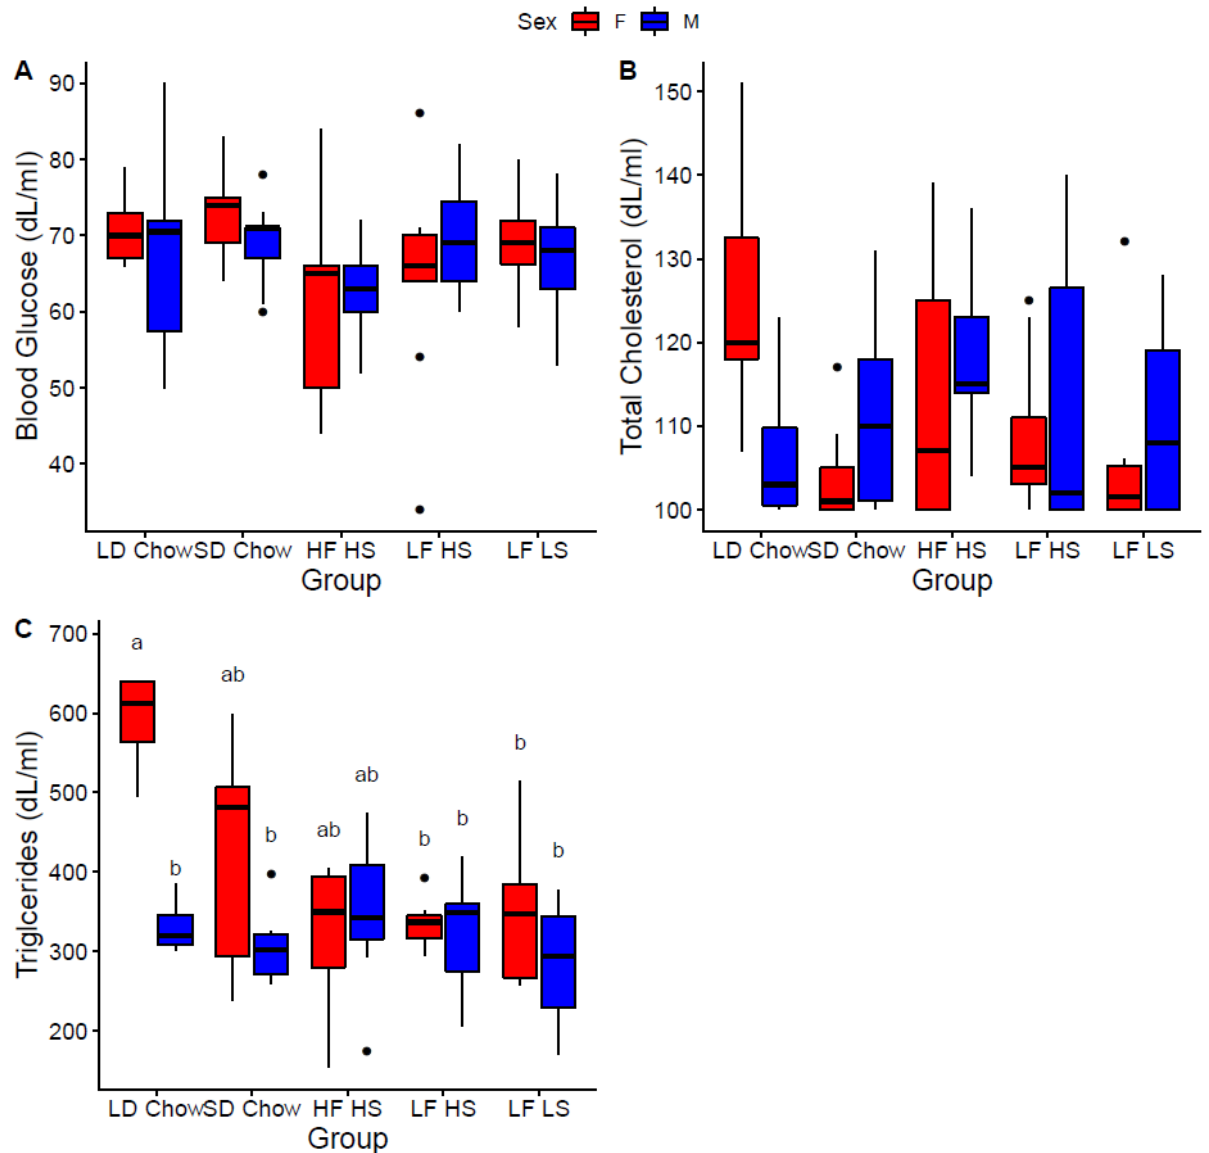 Sex F M
A
90
80
70
60
50
40
Blood Glucose (dL/ml)
LD Chow SD Chow HF HS LF HS LF LS
Group
B
150
140
130
120
110
100
Total Cholesterol (dL/ml)
LD Chow SD Chow HF HS LF HS LF LS
Group
C
700
600
500
400
300
200
Triglcerides (dL/ml)
a
b
ab
b
ab
ab
b
b
b
b
LD Chow SD Chow HF HS LF HS LF LS
Group